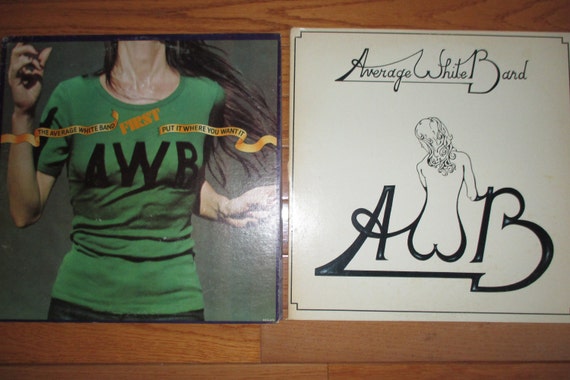 FIRST
THE AVERAGE WHITE BAND PUT IT WHERE YOU WANT IT
AWB
Average White Band
AWB